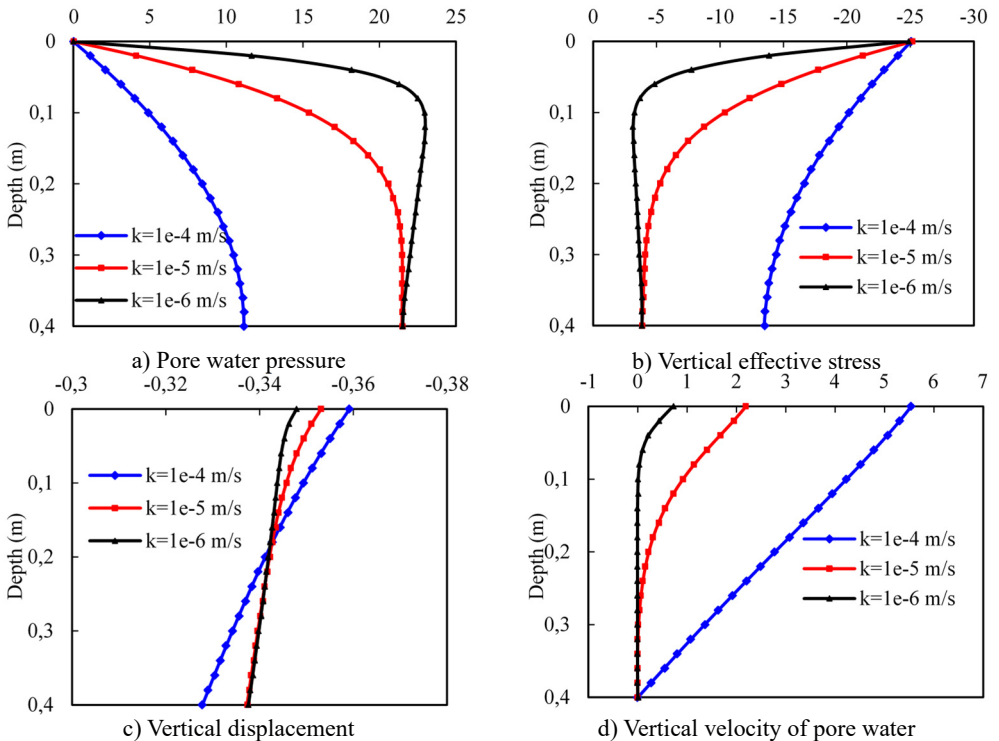 0 5 10 15 20 25
0
0,1
0,2
0,3
0,4
Depth (m)
k=1e-4 m/s
k=1e-5 m/s
k=1e-6 m/s
a) Pore water pressure
0 -5 -10 -15 -20 -25 -30
0
0,1
0,2
0,3
0,4
Depth (m)
k=1e-4 m/s
k=1e-5 m/s
k=1e-6 m/s
b) Vertical effective stress
-0,3 -0,32 -0,34 -0,36 -0,38
0
0,1
0,2
0,3
0,4
Depth (m)
k=1e-4 m/s
k=1e-5 m/s
k=1e-6 m/s
c) Vertical displacement
-1 0 1 2 3 4 5 6 7
0
0,1
0,2
0,3
0,4
Depth (m)
k=1e-4 m/s
k=1e-5 m/s
k=1e-6 m/s
d) Vertical velocity of pore water